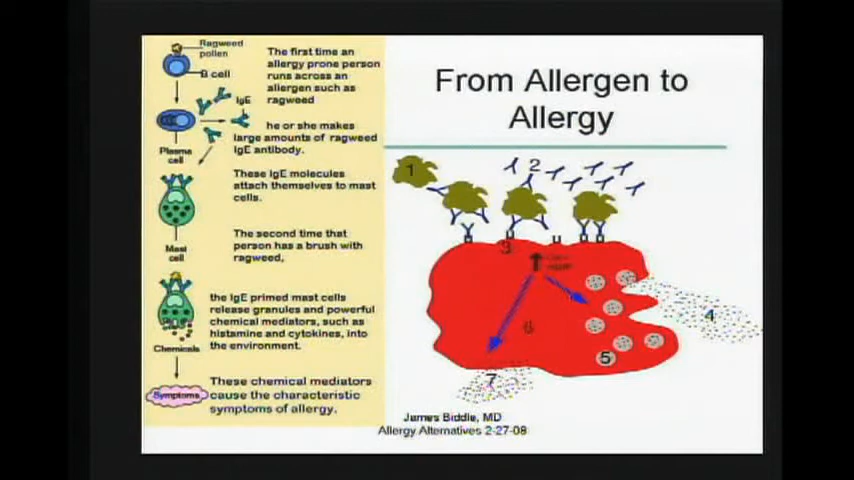 Ragweed
pollen
B cell
IgE
Plasma
cell
Mast
cell
Chemicals
Symptoms
The first time an
allergy prone person
runs across an
allergen such as
ragweed
he or she makes
large amounts of ragweed
IgE antibody.
These IgE molecules
attach themselves to mast
cells.
The second time that
person has a brush with
ragweed,
the IgE primed mast cells
release granules and powerful
chemical mediators, such as
histamine and cytokines, into
the environment.
These chemical mediators
cause the characteristic
symptoms of allergy.
From Allergen to
Allergy
1
2
3
4
5
6
7
James Biddle, MD
Allergy Alternatives 2-27-08